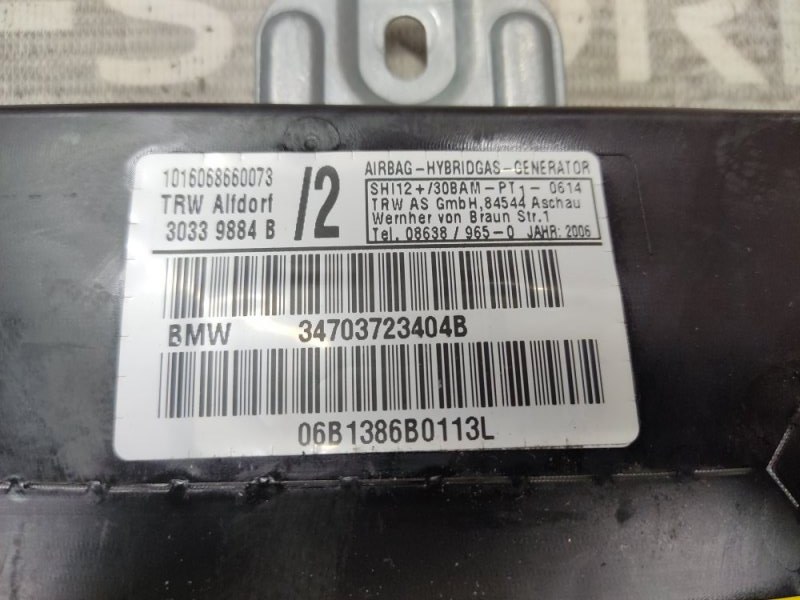 1016068660073
TRW Alfdorf
3033 9884 B
/2
AIRBAG-HYBRIDGAS-GENERATOR
SHI12+/30BAM-PT1-0614
TRW AS GmbH,84544 Aschau
Wernher von Braun Str.1
Tel. 08638/965-0 JAHR: 2006
BMW 34703723404B
06B1386B0113L